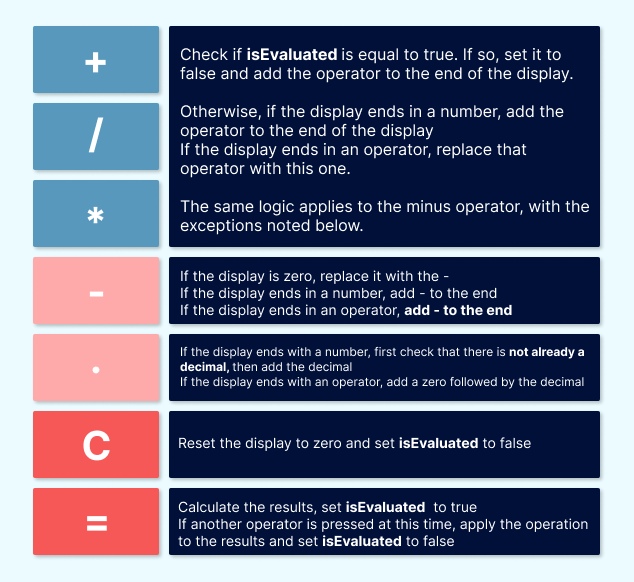 +
Check if isEvaluated is equal to true. If so, set it to
false and add the operator to the end of the display.
/
Otherwise, if the display ends in a number, add the
operator to the end of the display
If the display ends in an operator, replace that
operator with this one.
*
The same logic applies to the minus operator, with the
exceptions noted below.
-
If the display is zero, replace it with the -
If the display ends in a number, add - to the end
If the display ends in an operator, add - to the end
.
If the display ends with a number, first check that there is not already a
decimal, then add the decimal
If the display ends with an operator, add a zero followed by the decimal
C
Reset the display to zero and set isEvaluated to false
=
Calculate the results, set isEvaluated to true
If another operator is pressed at this time, apply the operation
to the results and set isEvaluated to false